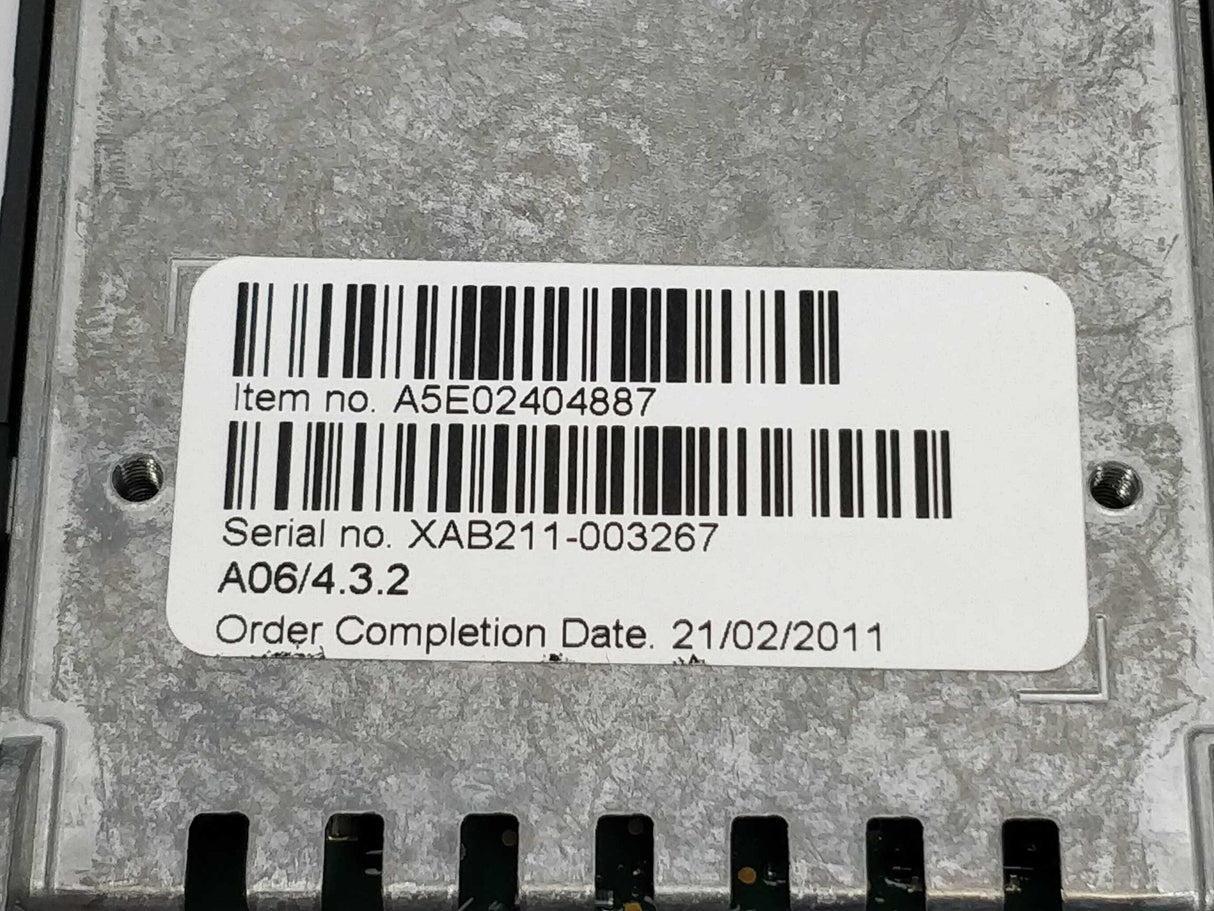 Item no. A5E02404887
Serial no. XAB211-003267
A06/4.3.2
Order Completion Date. 21/02/2011